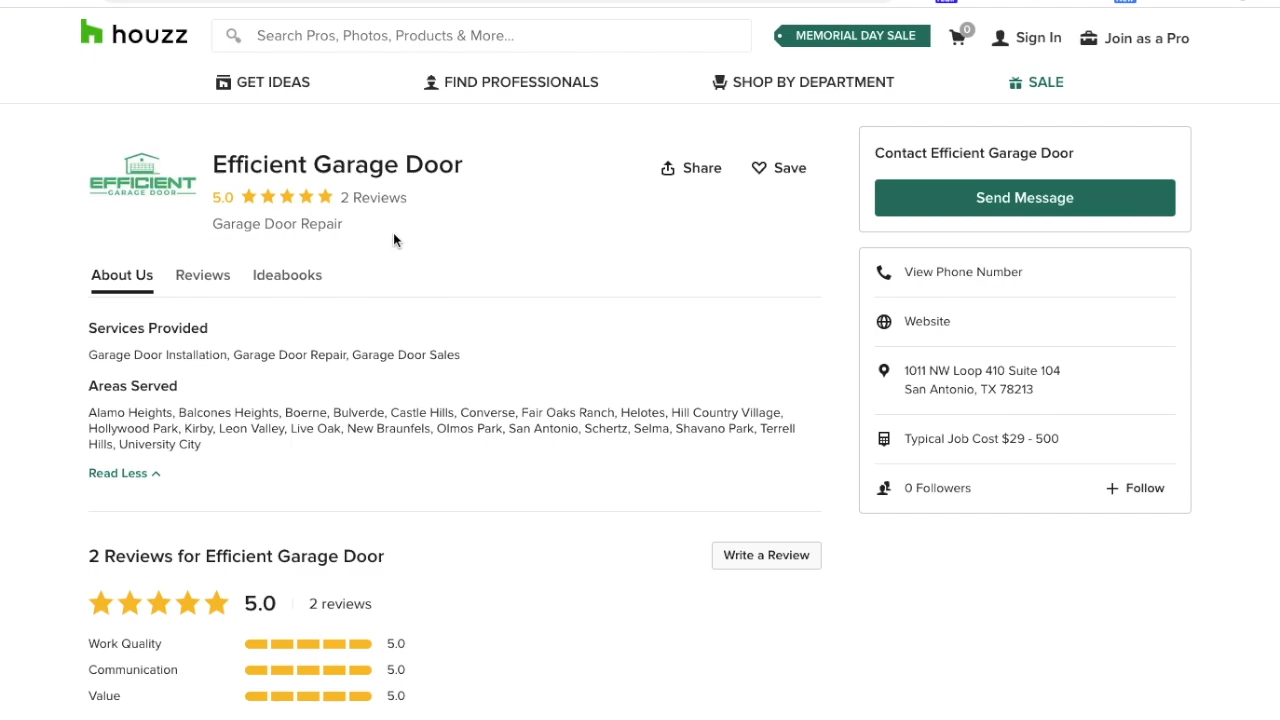 houzz
Search Pros, Photos, Products & More...
MEMORIAL DAY SALE
0
Sign In
Join as a Pro
GET IDEAS
FIND PROFESSIONALS
SHOP BY DEPARTMENT
SALE
EFFICIENT
GARAGE DOOR
Efficient Garage Door
5.0 2 Reviews
Garage Door Repair
Share
Save
About Us
Reviews
Ideabooks
Services Provided
Garage Door Installation, Garage Door Repair, Garage Door Sales
Areas Served
Alamo Heights, Balcones Heights, Boerne, Bulverde, Castle Hills, Converse, Fair Oaks Ranch, Helotes, Hill Country Village,
Hollywood Park, Kirby, Leon Valley, Live Oak, New Braunfels, Olmos Park, San Antonio, Schertz, Selma, Shavano Park, Terrell
Hills, University City
Read Less
2 Reviews for Efficient Garage Door
Write a Review
5.0 2 reviews
Work Quality 5.0
Communication 5.0
Value 5.0
Contact Efficient Garage Door
Send Message
View Phone Number
Website
1011 NW Loop 410 Suite 104
San Antonio, TX 78213
Typical Job Cost $29 - 500
0 Followers
+ Follow